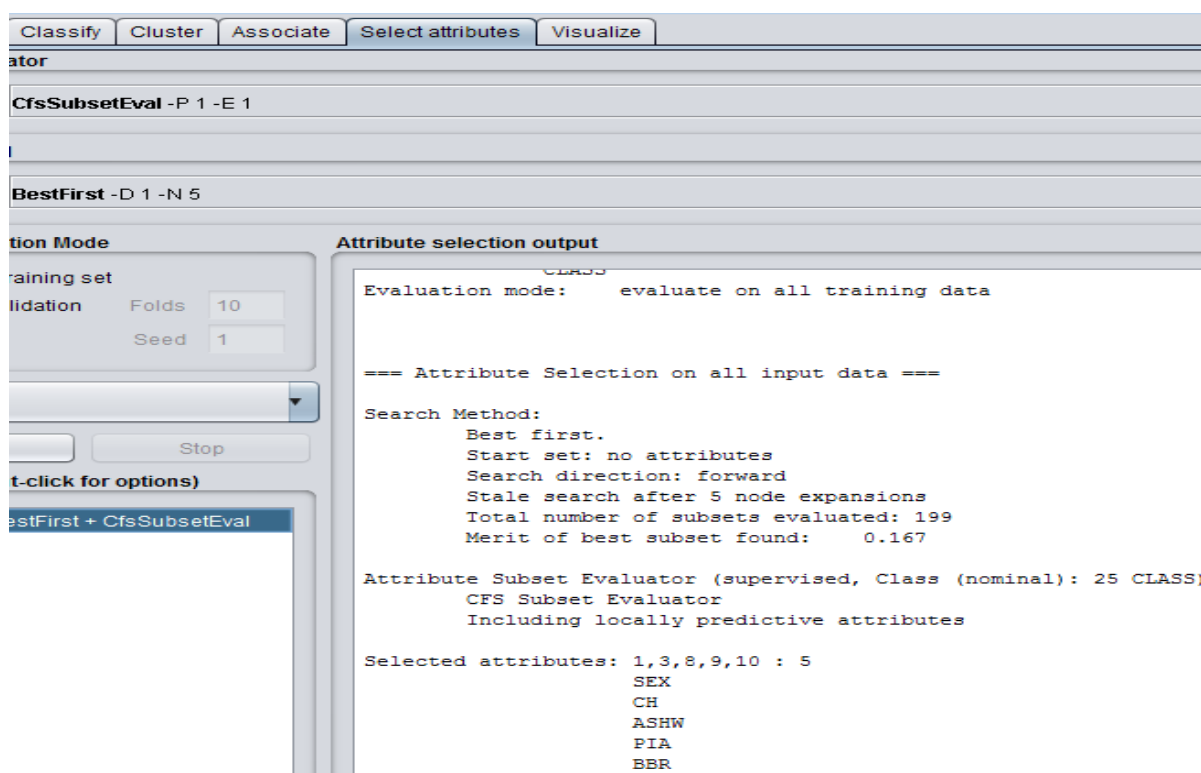 Classify Cluster Associate Select attributes Visualize
ator
CfsSubsetEval -P 1 -E 1
BestFirst -D 1 -N 5
tion Mode
Attribute selection output
raining set
lidation Folds 10
Seed 1
Stop
t-click for options)
estFirst + CfsSubsetEval
CLASS
Evaluation mode: evaluate on all training data
=== Attribute Selection on all input data ===
Search Method:
Best first.
Start set: no attributes
Search direction: forward
Stale search after 5 node expansions
Total number of subsets evaluated: 199
Merit of best subset found: 0.167
Attribute Subset Evaluator (supervised, Class (nominal): 25 CLASS)
CFS Subset Evaluator
Including locally predictive attributes
Selected attributes: 1,3,8,9,10 : 5
SEX
CH
ASHW
PIA
BBR